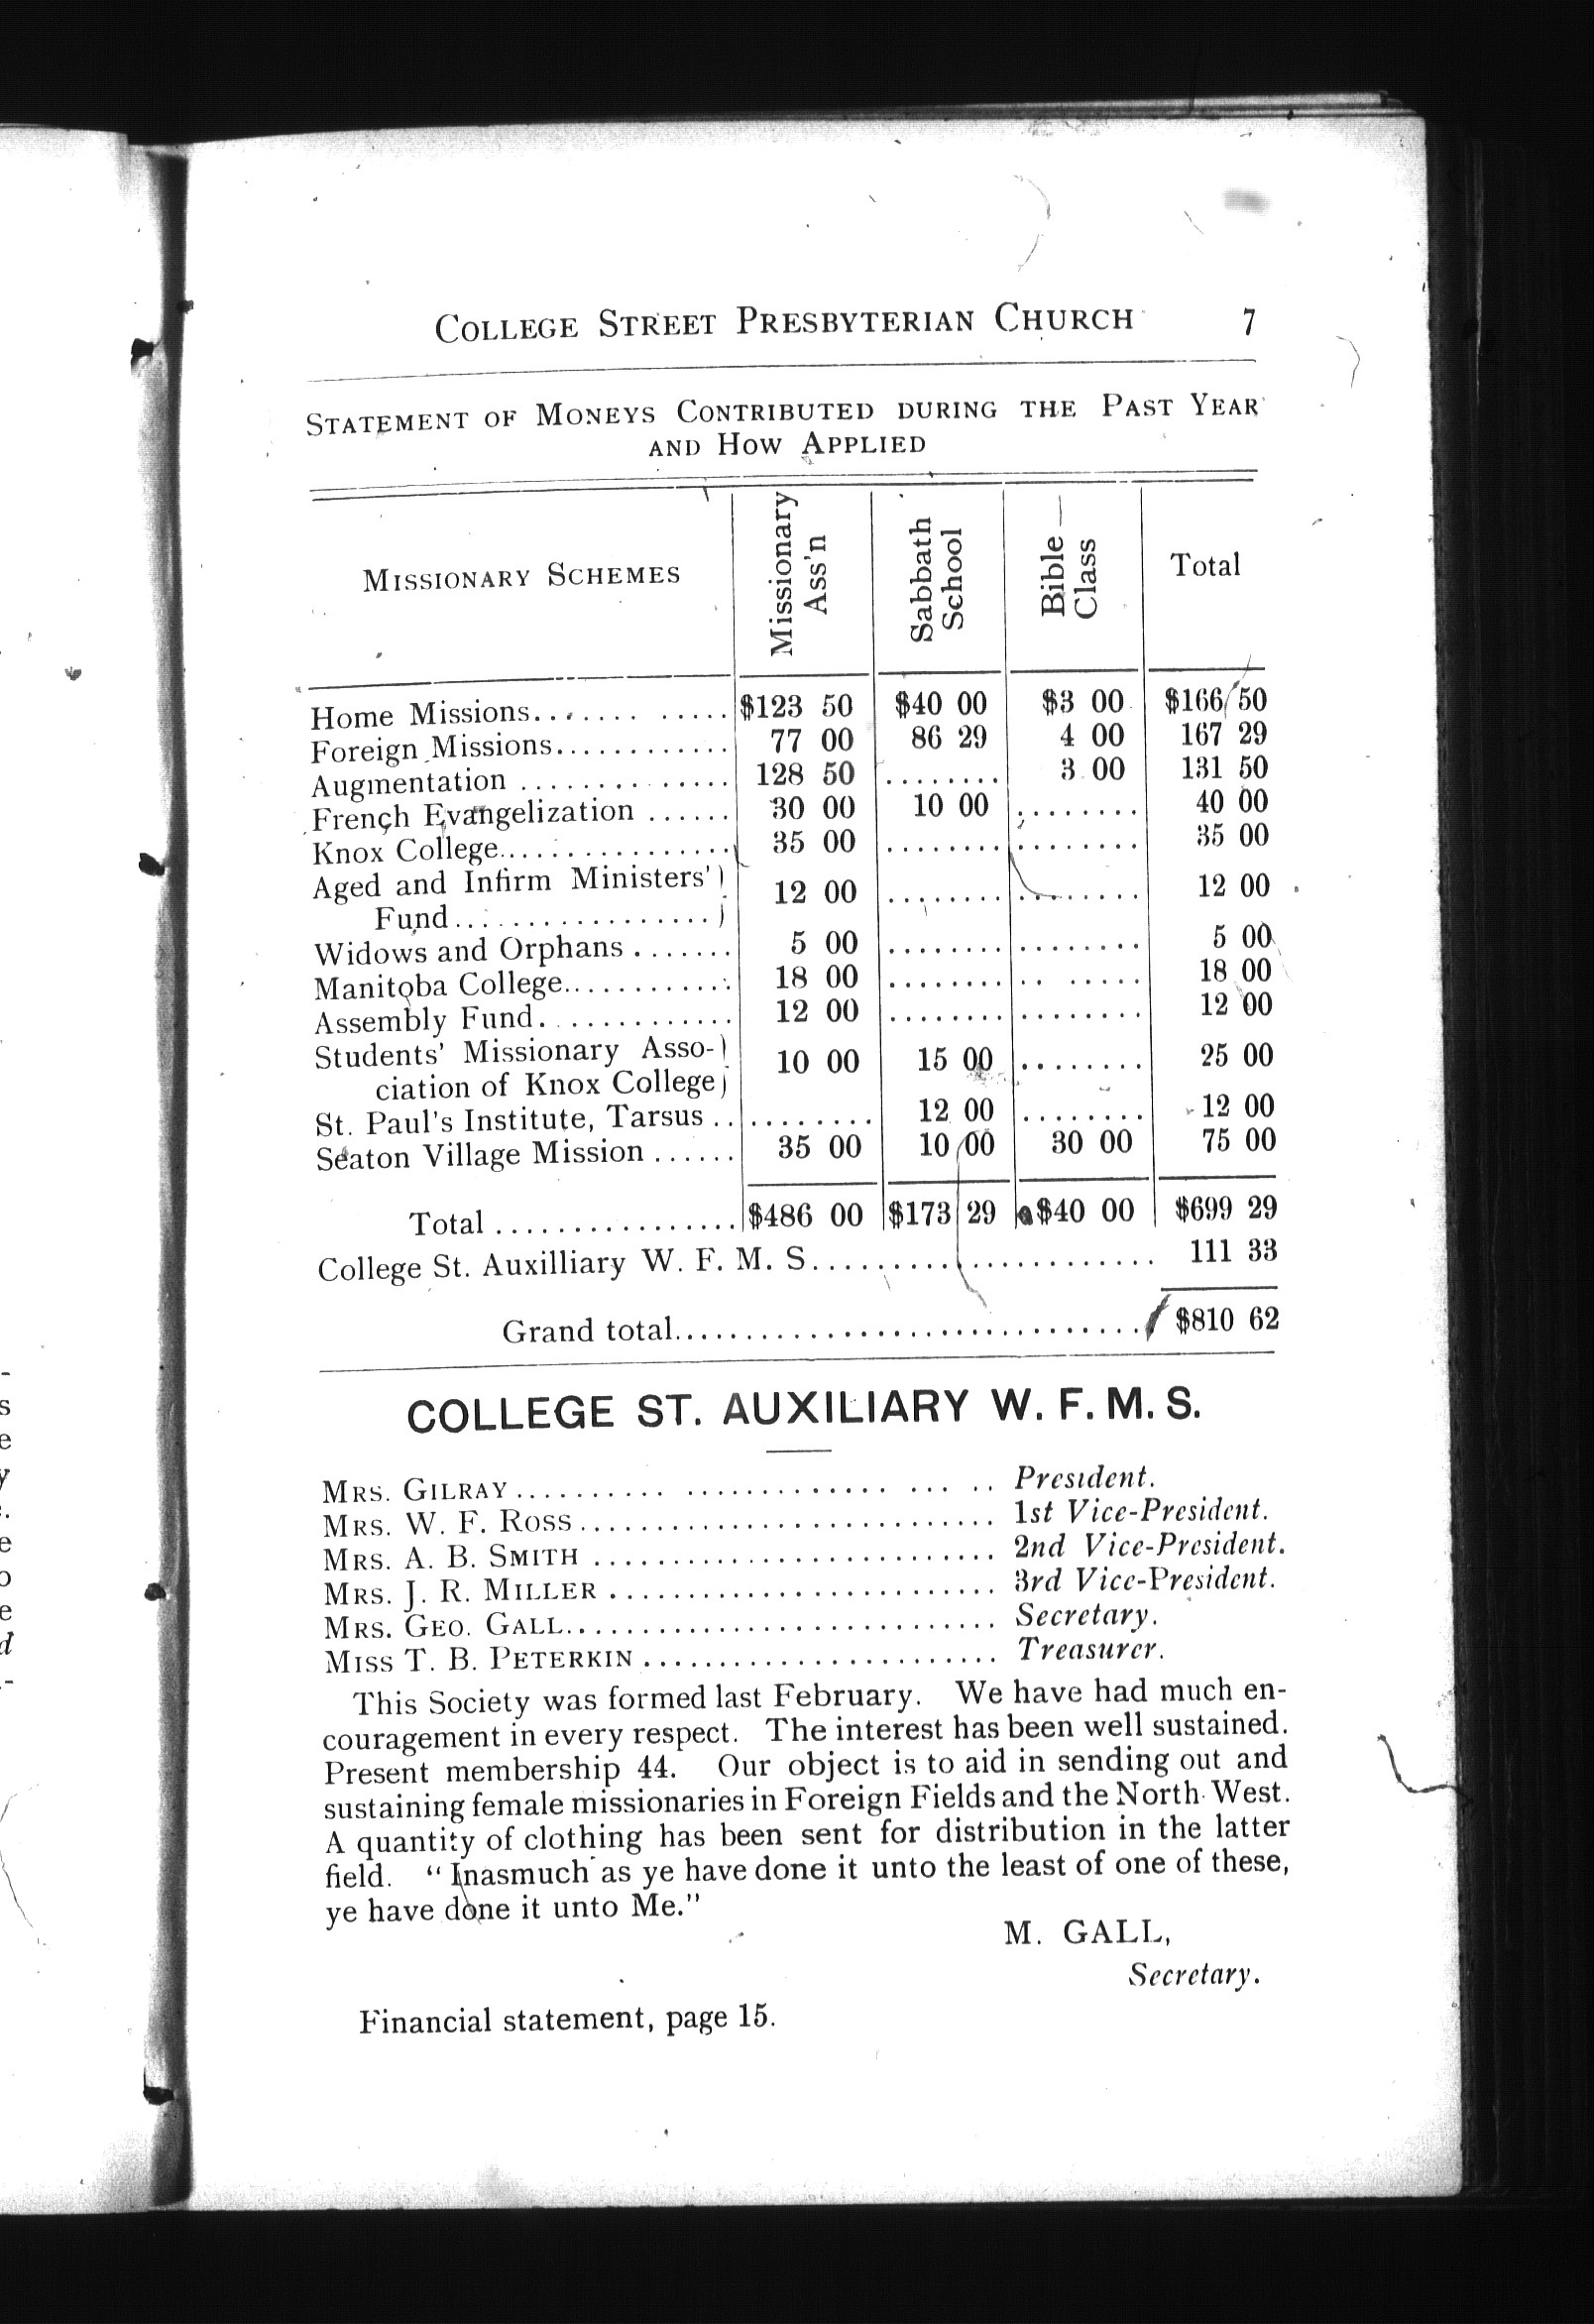 COLLEGE STREET PRESBYTERIAN CHURCH 7
STATEMENT OF MONEYS CONTRIBUTED DURING THE PAST YEAR
AND HOW APPLIED
MISSIONARY SCHEMES Missionary Ass'n Sabbath School Bible Class Total
Home Missions........ ..... $123 50 $40 00 $3 00 $166 50
Foreign Missions............ 77 00 86 29 4 00 167 29
Augmentation .............. 128 50 ........ 3 00 131 50
French Evangelization ...... 30 00 10 00 ........ 40 00
Knox College................ 35 00 ........ ........ 35 00
Aged and Infirm Ministers' )
Fund................. ) 12 00 ........ ........ 12 00
Widows and Orphans ....... 5 00 ........ ........ 5 00
Manitoba College............ 18 00 ........ .. ..... 18 00
Assembly Fund............. 12 00 ........ ........ 12 00
Students' Missionary Asso- )
ciation of Knox College ) 10 00 15 00 ........ 25 00
St. Paul's Institute, Tarsus .. ........ 12 00 ........ 12 00
Seaton Village Mission ...... 35 00 10 00 30 00 75 00
Total ................ $486 00 $173 29 $40 00 $699 29
College St. Auxilliary W. F. M. S....................... 111 33
Grand total............................... $810 62
COLLEGE ST. AUXILIARY W. F. M. S.
MRS. GILRAY.......... ............. ... .. President.
MRS. W. F. ROSS........................... 1st Vice-President.
MRS. A. B. SMITH .......................... 2nd Vice-President.
MRS. J. R. MILLER ......................... 3rd Vice-President.
MRS. GEO. GALL............................ Secretary.
MISS T. B. PETERKIN ....................... Treasurer.
This Society was formed last February. We have had much en-
couragement in every respect. The interest has been well sustained.
Present membership 44. Our object is to aid in sending out and
sustaining female missionaries in Foreign Fields and the North West.
A quantity of clothing has been sent for distribution in the latter
field. "Inasmuch as ye have done it unto the least of one of these,
ye have done it unto Me."
M. GALL,
Secretary.
Financial statement, page 15.